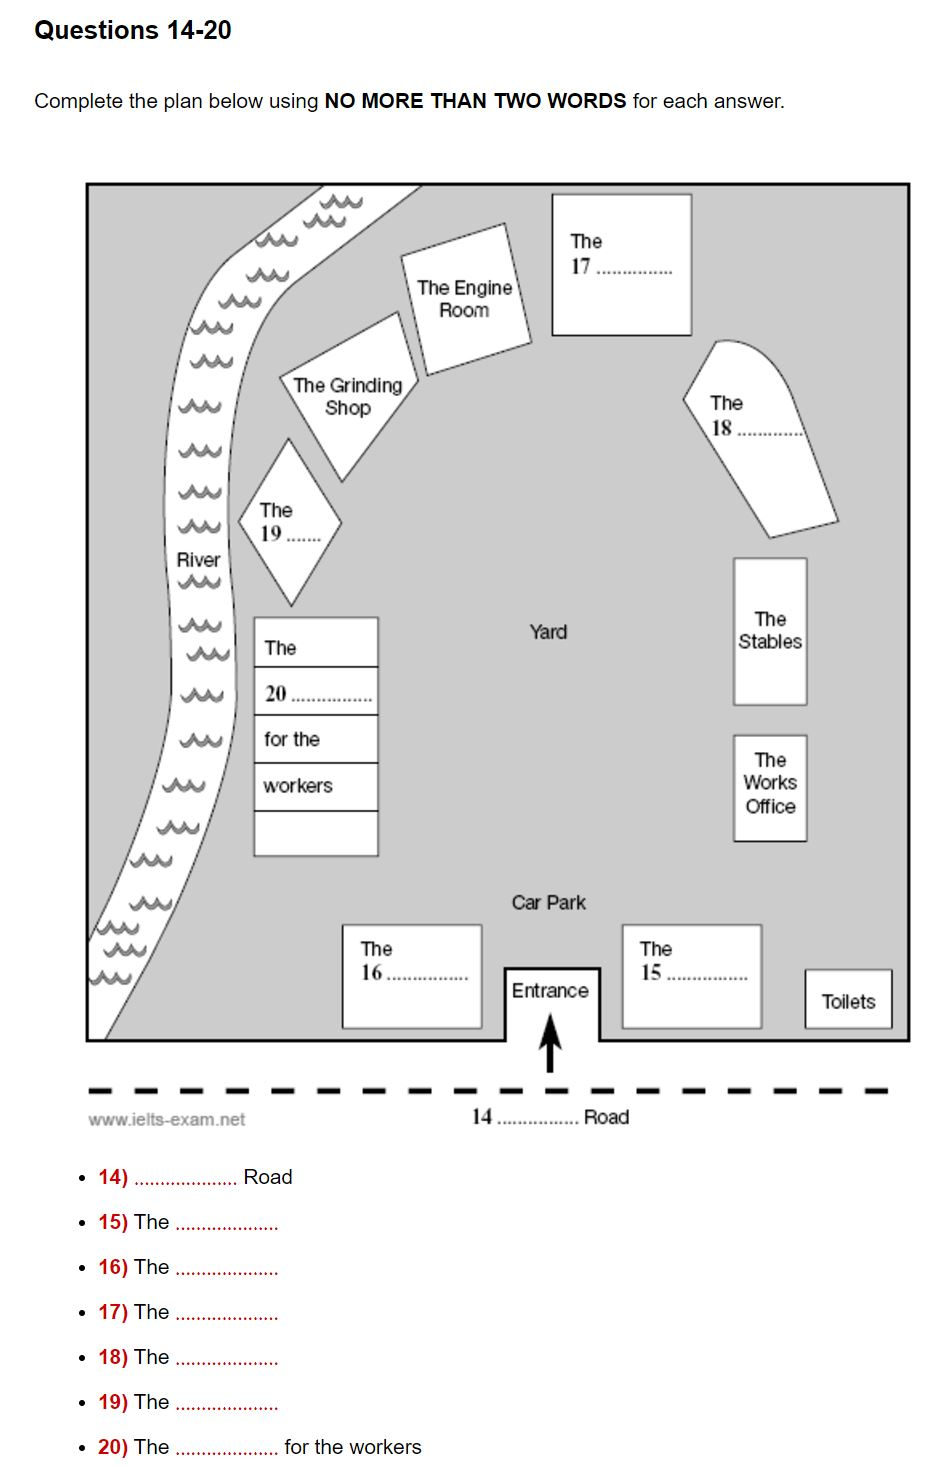 Questions 14-20
Complete the plan below using NO MORE THAN TWO WORDS for each answer.
The
17 ...............
The Engine
Room
The Grinding
Shop
The
18 .............
The
19 .......
River
Yard
The
Stables
The
20 ................
for the
workers
The
Works
Office
Car Park
The
16 ................
Entrance
The
15 ................
Toilets
www.ielts-exam.net
14 ................ Road
• 14) .................... Road
• 15) The ....................
• 16) The ....................
• 17) The ....................
• 18) The ....................
• 19) The ....................
• 20) The .................... for the workers